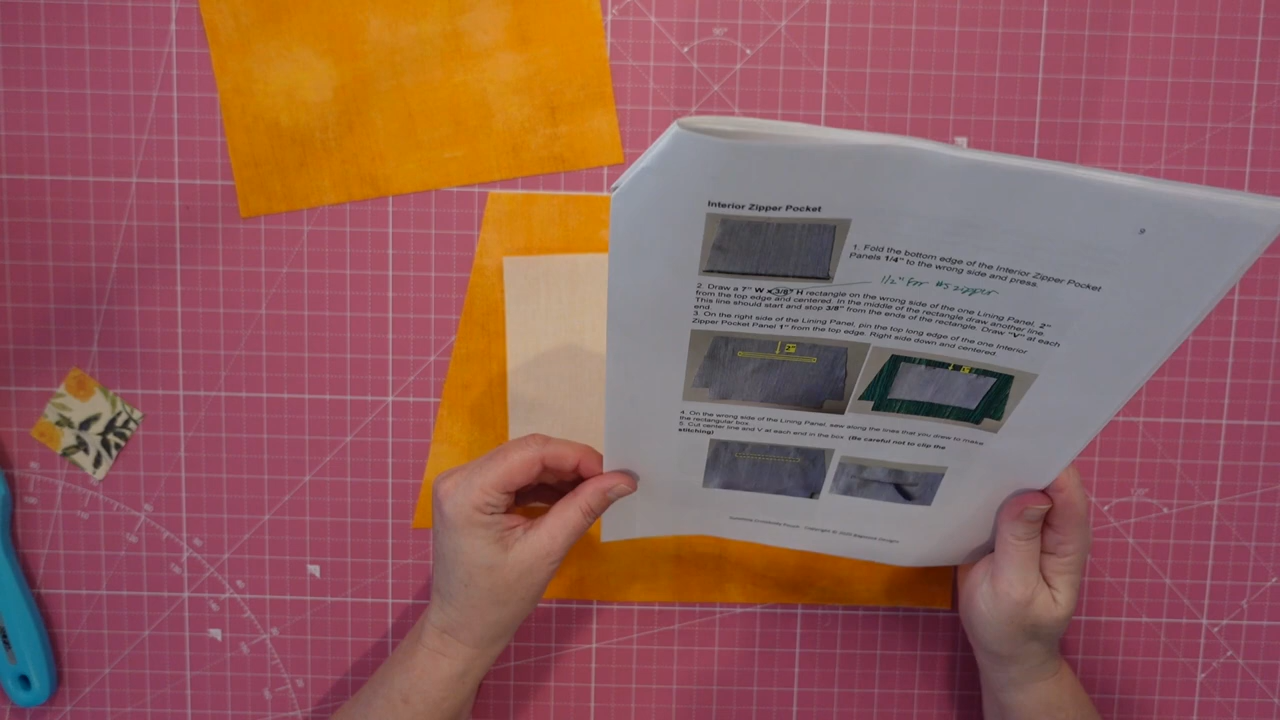 9
Interior Zipper Pocket
1. Fold the bottom edge of the Interior Zipper Pocket
Panels 1/4" to the wrong side and press.
1/2" for #5 zipper
2. Draw a 7" W x 3/8" H rectangle on the wrong side of the one Lining Panel, 2"
from the top edge and centered. In the middle of the rectangle draw another line.
This line should start and stop 3/8" from the ends of the rectangle. Draw "V" at each
end.
3. On the right side of the Lining Panel, pin the top long edge of the one Interior
Zipper Pocket Panel 1" from the top edge. Right side down and centered.
4. On the wrong side of the Lining Panel, sew along the lines that you drew to make
the rectangular box.
5. Cut center line and V at each end in the box (Be careful not to clip the
stitching)
90°